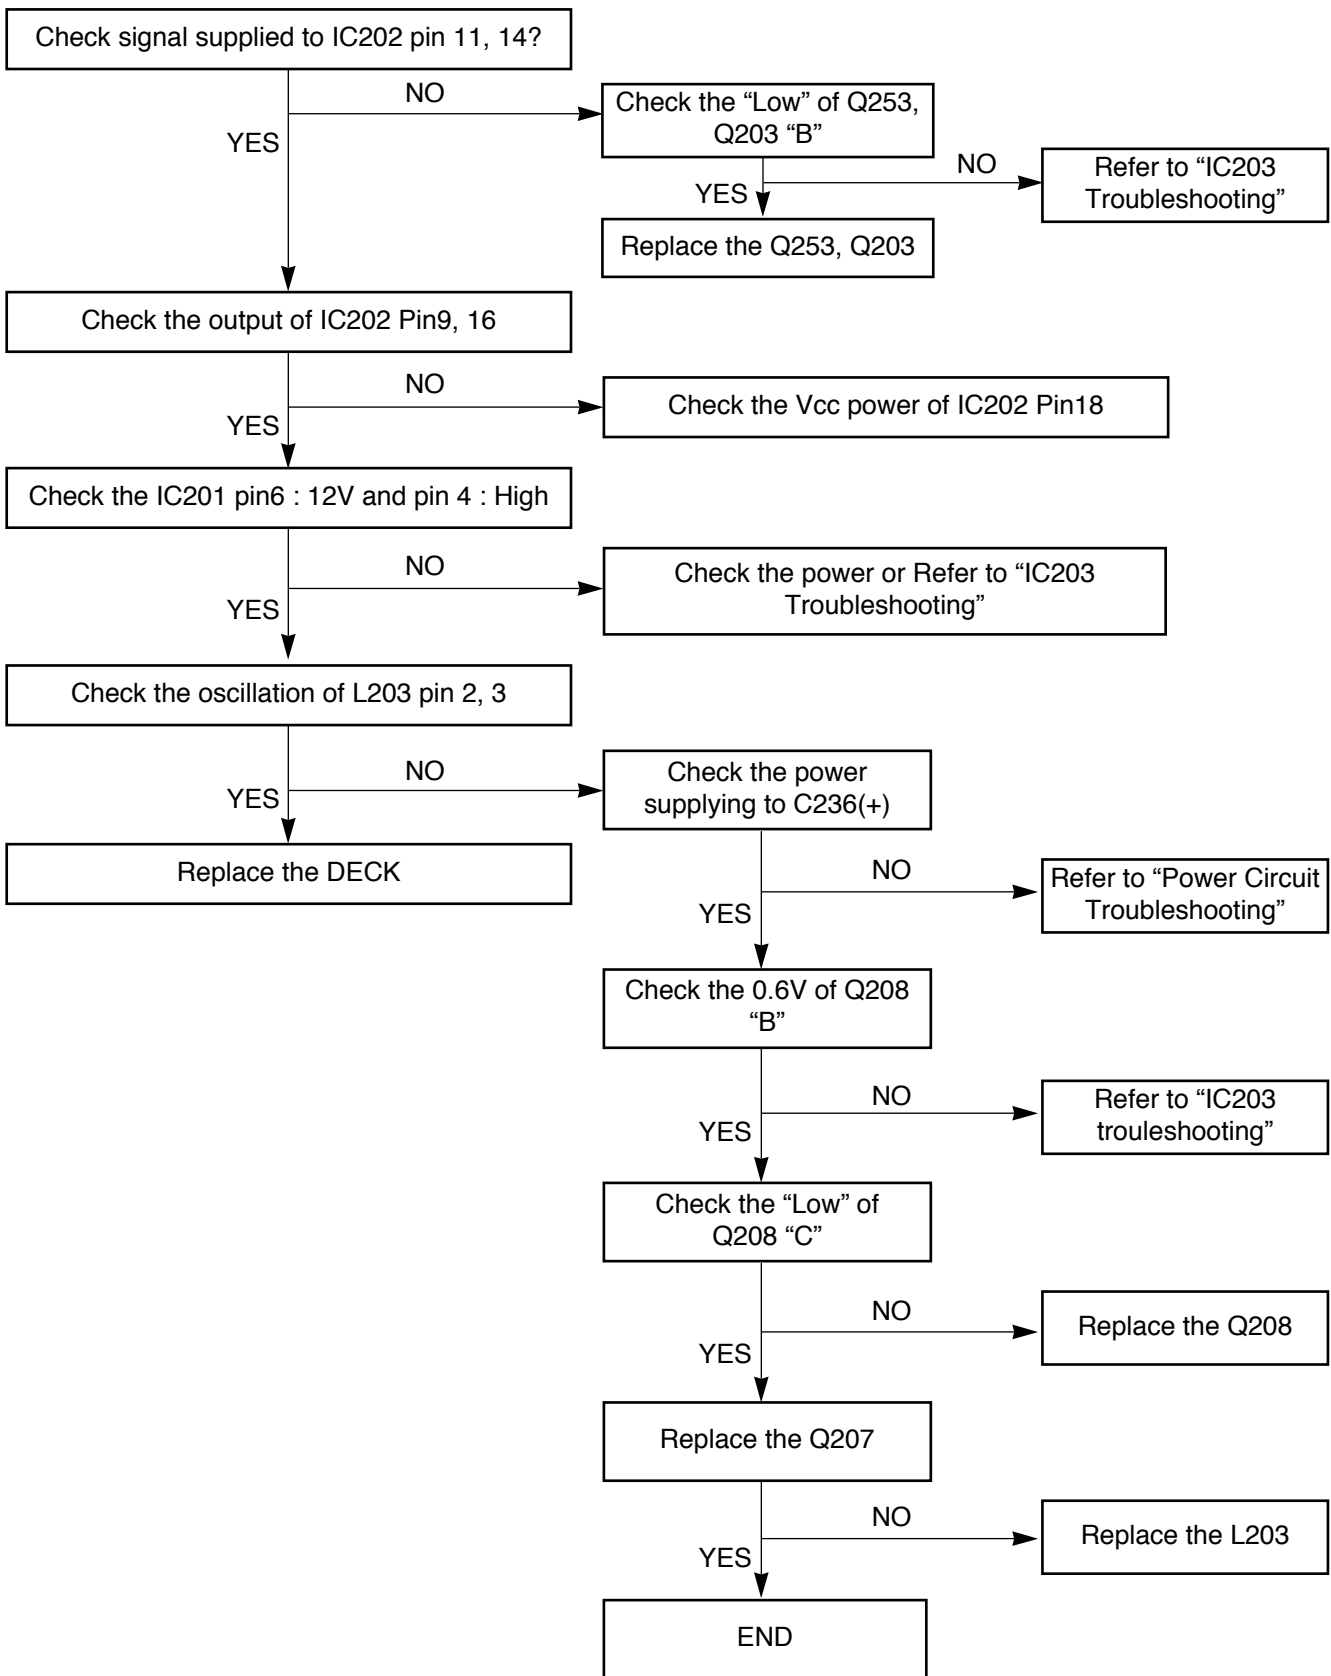 Check signal supplied to IC202 pin 11, 14?
NO
YES
Check the “Low” of Q253,
Q203 “B”
NO
YES
Refer to “IC203
Troubleshooting”
Replace the Q253, Q203
Check the output of IC202 Pin9, 16
NO
YES
Check the Vcc power of IC202 Pin18
Check the IC201 pin6 : 12V and pin 4 : High
NO
YES
Check the power or Refer to “IC203
Troubleshooting”
Check the oscillation of L203 pin 2, 3
NO
YES
Check the power
supplying to C236(+)
Replace the DECK
NO
YES
Refer to “Power Circuit
Troubleshooting”
Check the 0.6V of Q208
“B”
NO
YES
Refer to “IC203
trouleshooting”
Check the “Low” of
Q208 “C”
NO
YES
Replace the Q208
Replace the Q207
NO
YES
Replace the L203
END